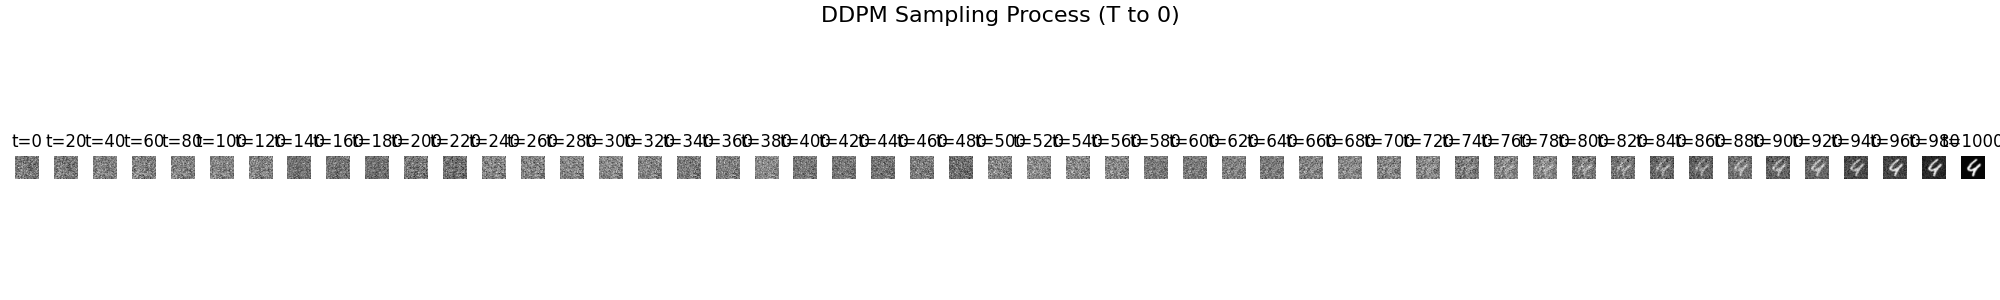 DDPM Sampling Process (T to 0)
t=0 t=20 t=40 t=60 t=80 t=100 t=120 t=140 t=160 t=180 t=200 t=220 t=240 t=260 t=280 t=300 t=320 t=340 t=360 t=380 t=400 t=420 t=440 t=460 t=480 t=500 t=520 t=540 t=560 t=580 t=600 t=620 t=640 t=660 t=680 t=700 t=720 t=740 t=760 t=780 t=800 t=820 t=840 t=860 t=880 t=900 t=920 t=940 t=960 t=980 t=1000